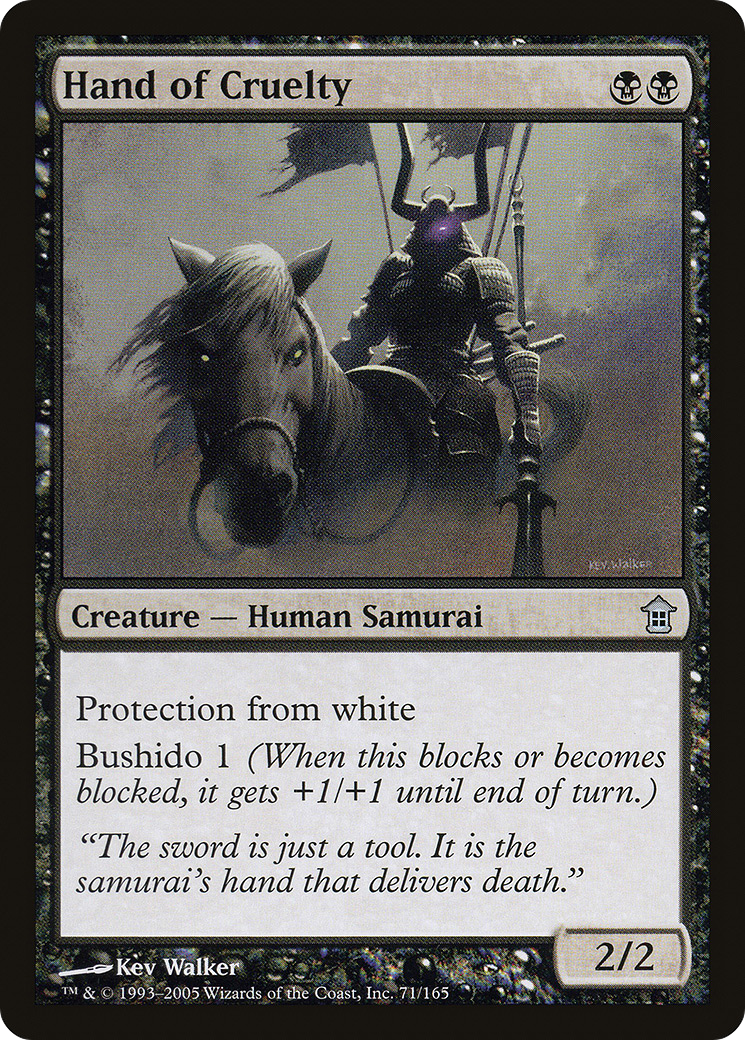 Hand of Cruelty
KEV. Walker
Creature — Human Samurai
Protection from white
Bushido 1 (When this blocks or becomes
blocked, it gets +1/+1 until end of turn.)
“The sword is just a tool. It is the
samurai’s hand that delivers death.”
2/2
Kev Walker
™ & © 1993–2005 Wizards of the Coast, Inc. 71/165